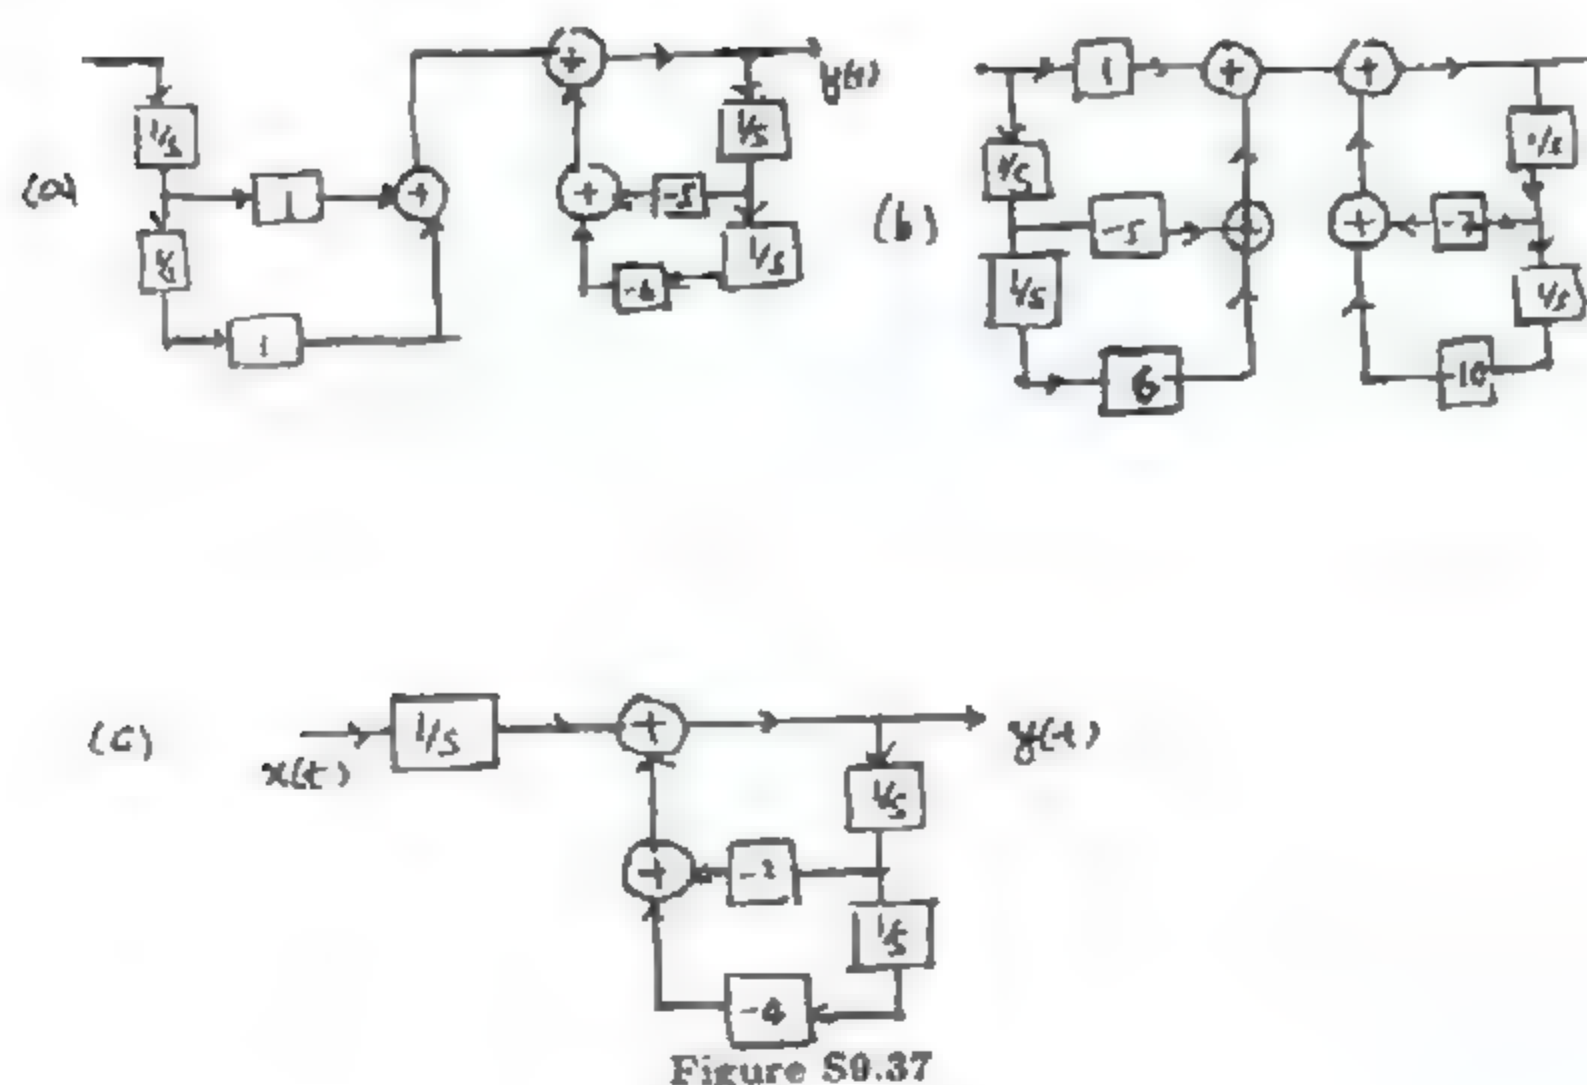 (a)
1/s
1
1/s
1
+
+
y(t)
1/s
+
-5
1/s
-6
(b)
1
+
+
1/s
1/s
-5
+
+
-7
1/s
1/s
6
-10
(c)
x(t)
1/s
+
y(t)
1/s
+
1/s
-4
Figure S9.37